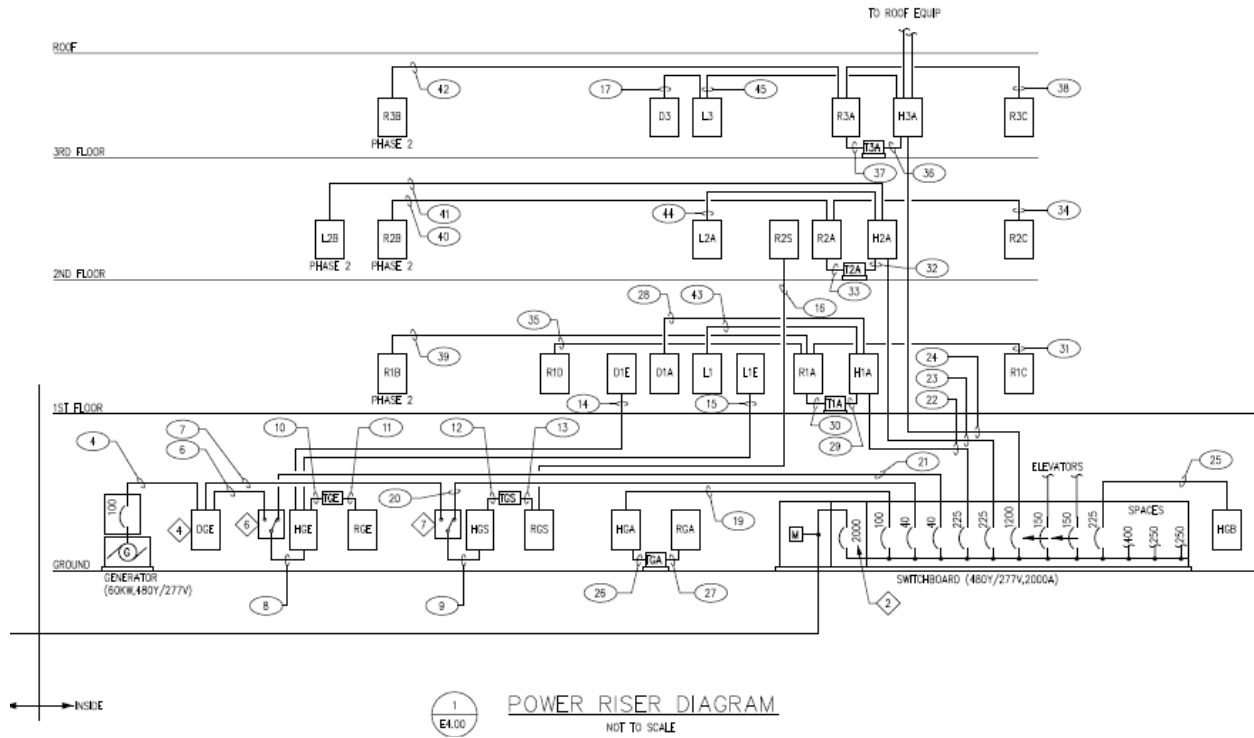 TO ROOF EQUIP
ROOF
42
17
45
38
R3B
D3
L3
R3A
H3A
R3C
PHASE 2
T3A
3RD FLOOR
37
36
41
40
44
34
L2B
R2B
L2A
R2S
R2A
H2A
R2C
PHASE 2
PHASE 2
T2A
32
2ND FLOOR
28
43
16
33
35
39
31
R1B
R1D
D1E
D1A
L1
L1E
R1A
H1A
R1C
24
23
22
PHASE 2
14
15
T1A
1ST FLOOR
30
29
4
7
6
10
11
12
13
21
ELEVATORS
25
20
19
100
TGE
TGS
SPACES
G
4
DGE
6
HGE
RGE
7
HGS
RGS
HGA
RGA
M
2000
100
40
40
225
225
1200
150
150
225
400
250
250
HGB
TGA
GROUND
GENERATOR
(60KW,480Y/277V)
8
9
26
27
SWITCHBOARD (480Y/277V,2000A)
2
INSIDE
1
E4.00
POWER RISER DIAGRAM
NOT TO SCALE